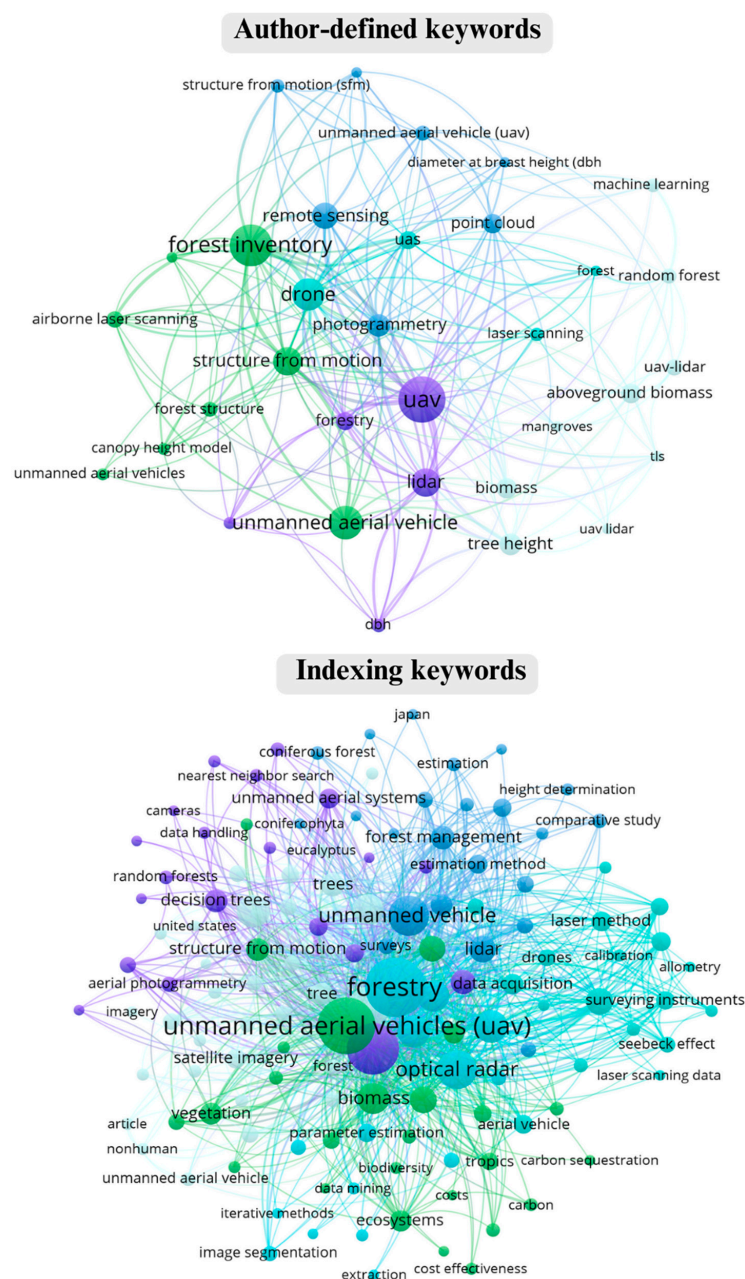 Author-defined keywords
structure from motion (sfm)
unmanned aerial vehicle (uav)
diameter at breast height (dbh
machine learning
remote sensing
point cloud
forest inventory
uas
forest
random forest
drone
airborne laser scanning
photogrammetry
laser scanning
structure from motion
uav-lidar
aboveground biomass
uav
forest structure
forestry
mangroves
canopy height model
tls
unmanned aerial vehicles
lidar
biomass
unmanned aerial vehicle
uav lidar
tree height
dbh
Indexing keywords
japan
coniferous forest
estimation
nearest neighbor search
height determination
unmanned aerial systems
cameras
comparative study
coniferophyta
data handling
forest management
eucalyptus
estimation method
random forests
trees
decision trees
unmanned vehicle
laser method
united states
structure from motion
surveys
lidar
drones
calibration
allometry
aerial photogrammetry
forestry
data acquisition
tree
surveying instruments
imagery
unmanned aerial vehicles (uav)
seebeck effect
satellite imagery
forest
optical radar
laser scanning data
biomass
vegetation
article
parameter estimation
aerial vehicle
nonhuman
biodiversity
tropics
carbon sequestration
unmanned aerial vehicle
data mining
costs
carbon
iterative methods
ecosystems
image segmentation
extraction
cost effectiveness